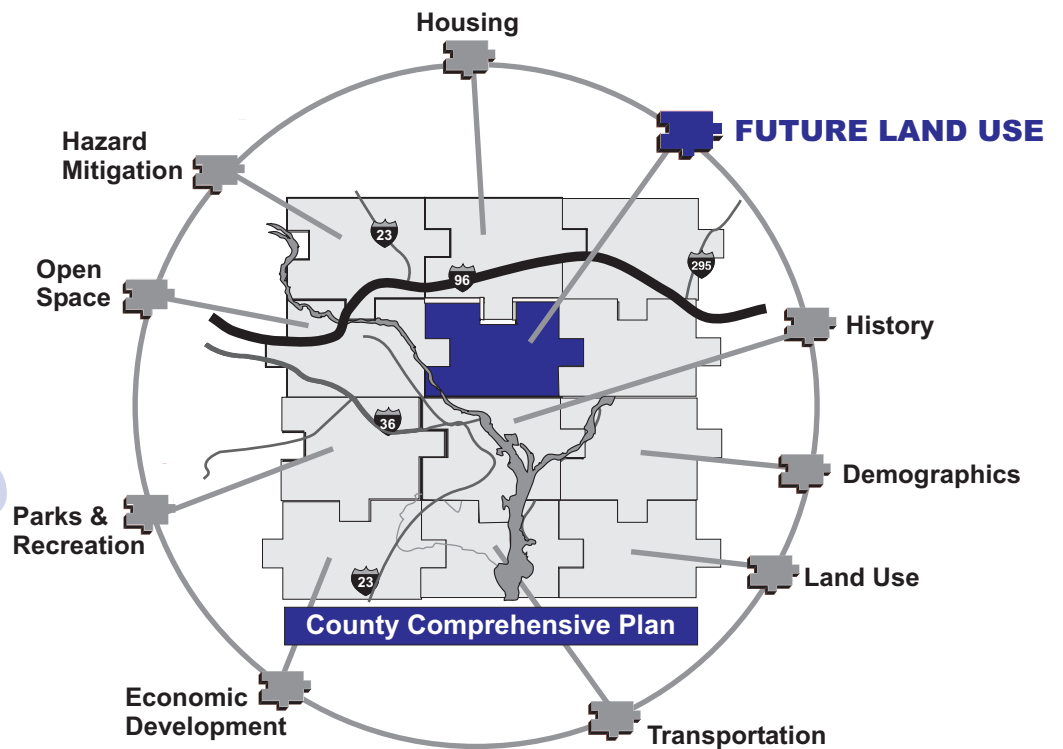 Housing
FUTURE LAND USE
Hazard
Mitigation
23
96
295
Open
Space
History
36
Demographics
Parks &
Recreation
Land Use
23
County Comprehensive Plan
Economic
Development
Transportation